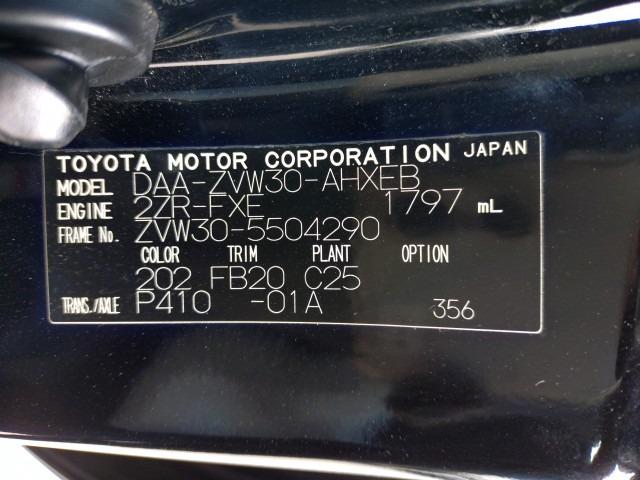 TOYOTA MOTOR CORPORATION JAPAN
MODEL DAA-ZVW30-AHXEB
ENGINE 2ZR-FXE 1797 mL
FRAME No. ZVW30-5504290
COLOR TRIM PLANT OPTION
202 FB20 C25
TRANS./AXLE P410 -01A 356